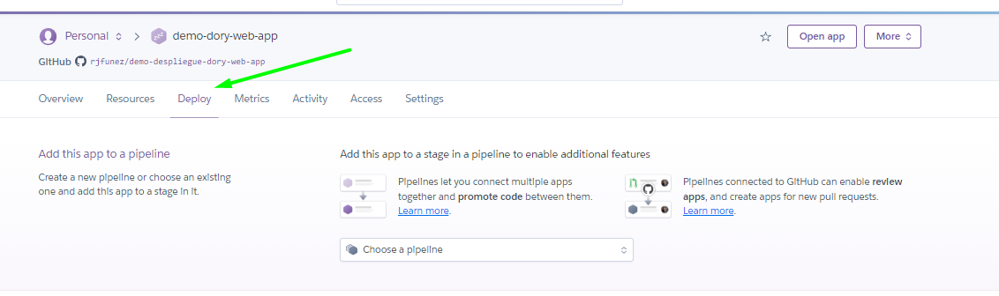 Personal
demo-dory-web-app
Open app
More
GitHub rjfunez/demo-despliegue-dory-web-app
Overview Resources Deploy Metrics Activity Access Settings
Add this app to a pipeline
Create a new pipeline or choose an existing
one and add this app to a stage in it.
Add this app to a stage in a pipeline to enable additional features
Pipelines let you connect multiple apps
together and promote code between them.
Learn more.
Pipelines connected to GitHub can enable review
apps, and create apps for new pull requests.
Learn more.
Choose a pipeline